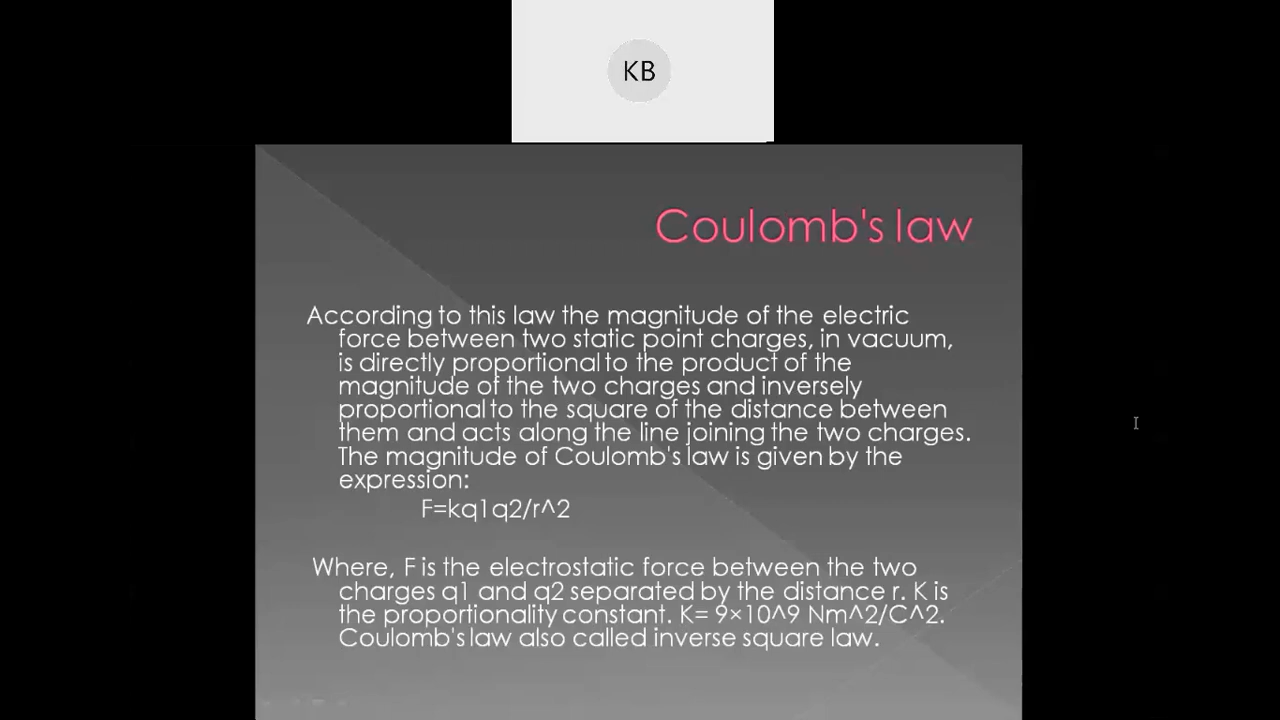 KB
Coulomb's law
According to this law the magnitude of the electric
force between two static point charges, in vacuum,
is directly proportional to the product of the
magnitude of the two charges and inversely
proportional to the square of the distance between
them and acts along the line joining the two charges.
The magnitude of Coulomb's law is given by the
expression:
F=kq1q2/r^2
Where, F is the electrostatic force between the two
charges q1 and q2 separated by the distance r. K is
the proportionality constant. K= 9×10^9 Nm^2/C^2.
Coulomb's law also called inverse square law.